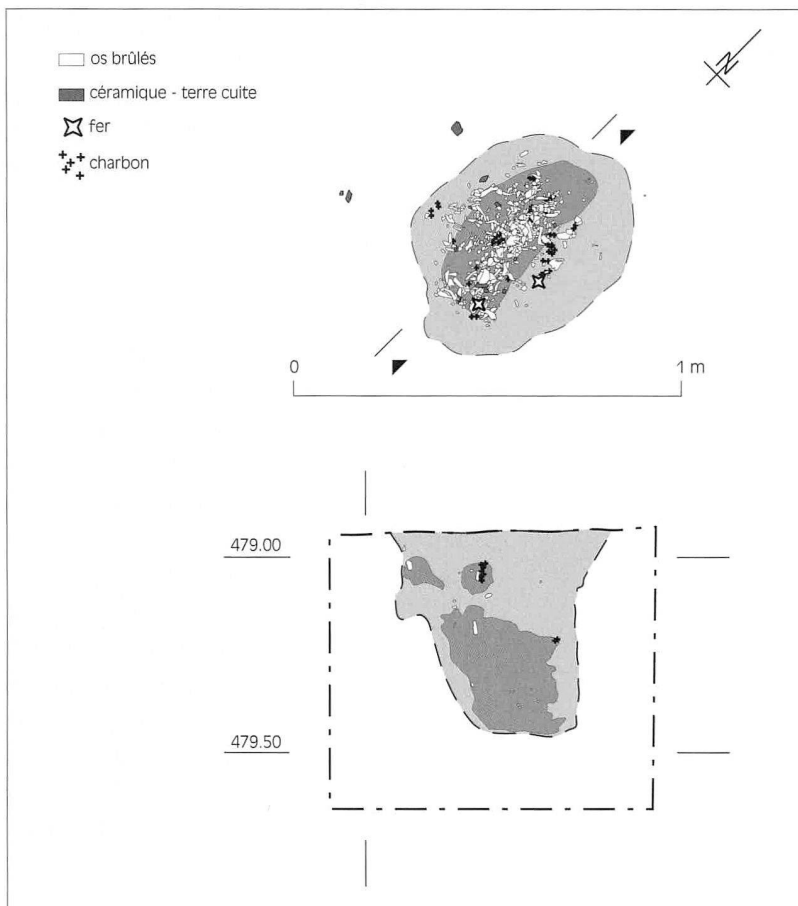 os brûlés
céramique - terre cuite
fer
charbon
N
0 1 m
479.00
479.50